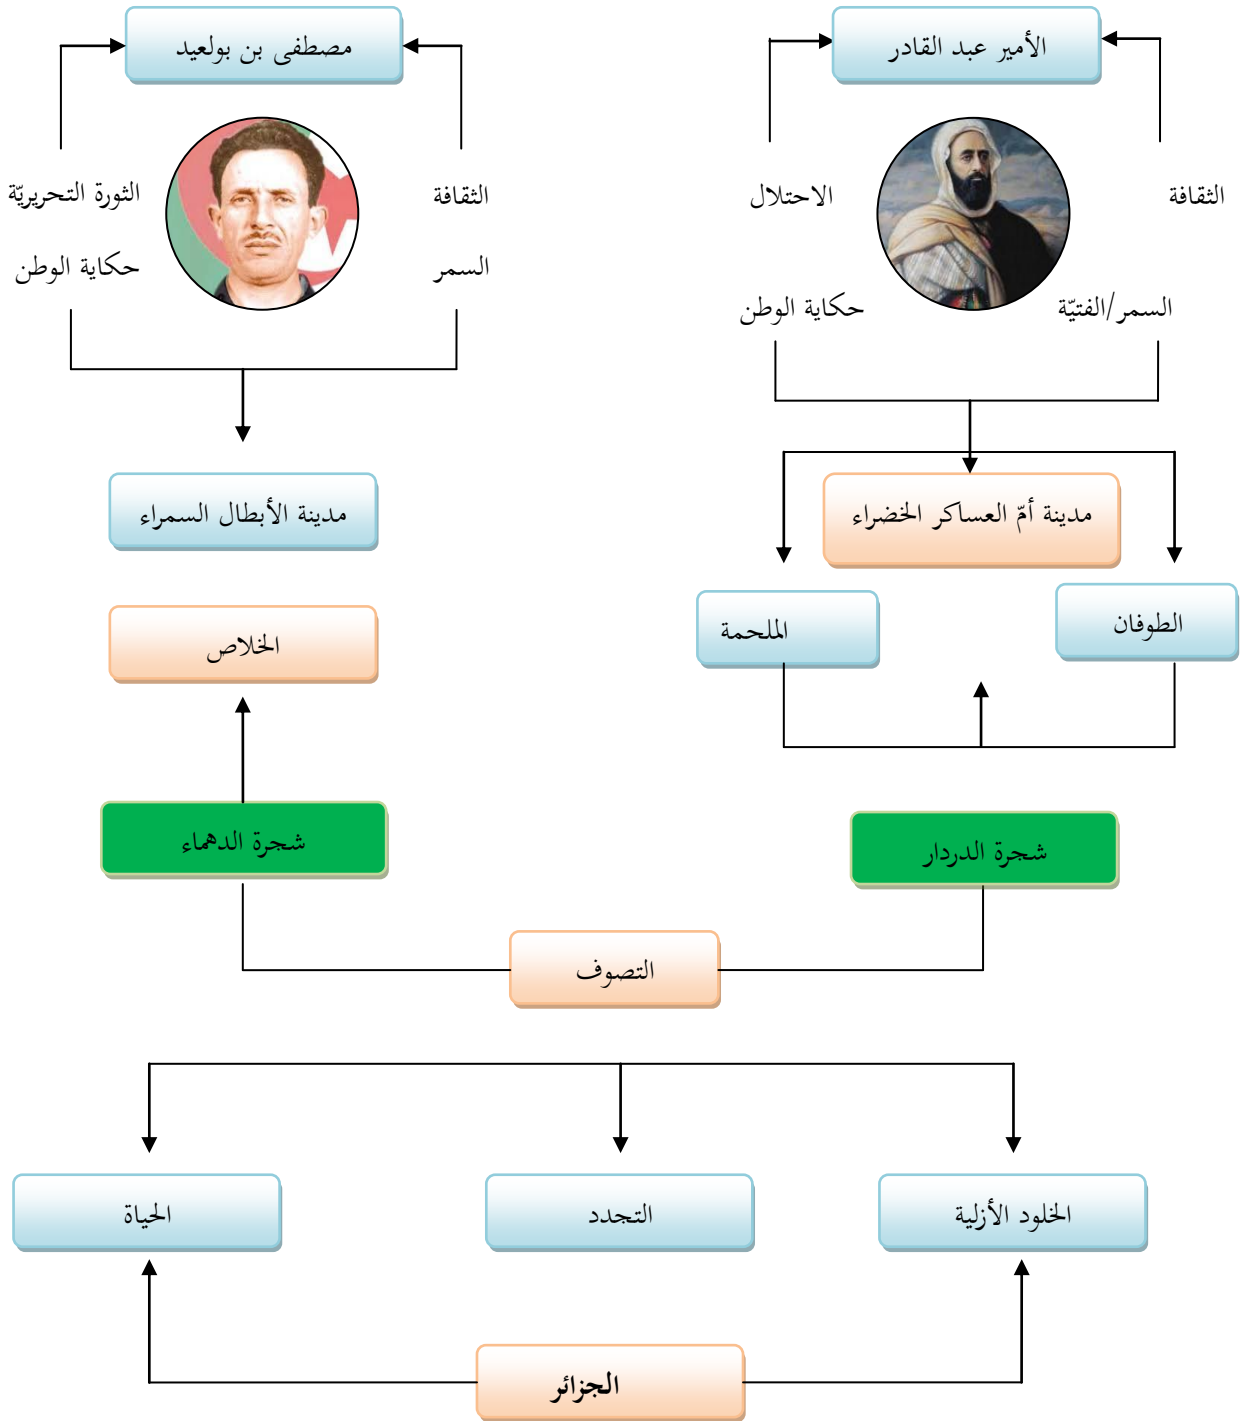 الأمير عبد القادر
مصطفى بن بولعيد
الثقافة
الاحتلال
الثقافة
الثورة التحريريّة
السمر/الفتيّة
حكاية الوطن
السمر
حكاية الوطن
مدينة أمّ العساكر الخضراء
مدينة الأبطال السمراء
الطوفان
الملحمة
الخلاص
شجرة الدردار
شجرة الدهماء
التصوف
الخلود الأزلية
التجدد
الحياة
الجزائر